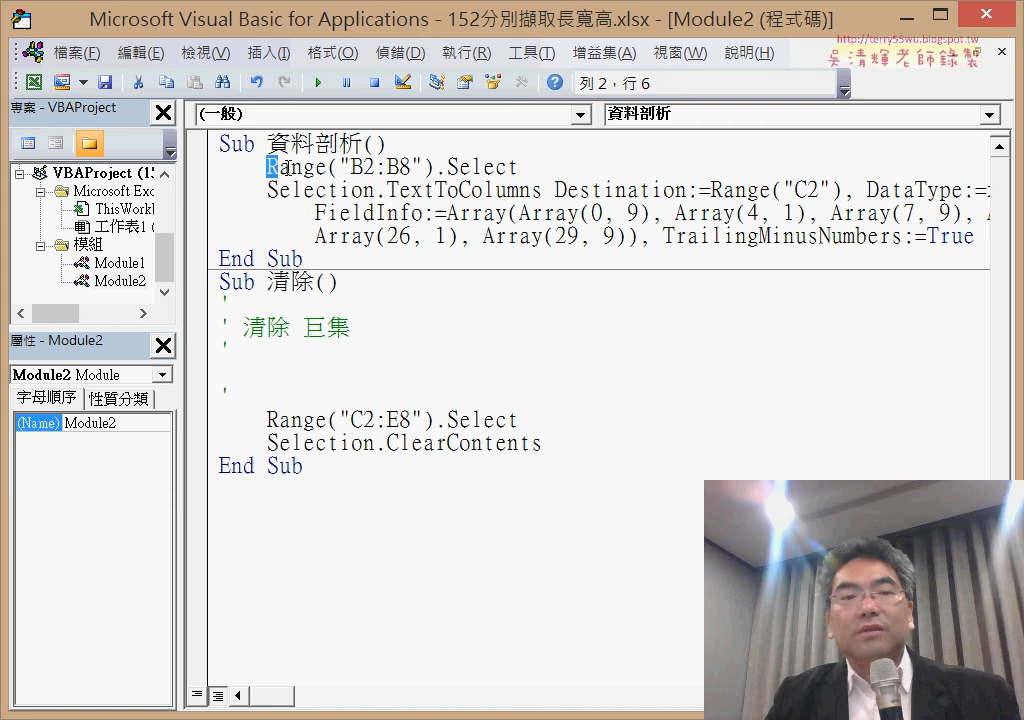 Microsoft Visual Basic for Applications - 152分別擷取長寬高.xlsx - [Module2 (程式碼)]
http://terry55wu.blogspot.tw
吳清輝老師錄製
檔案(F) 編輯(E) 檢視(V) 插入(I) 格式(O) 偵錯(D) 執行(R) 工具(T) 增益集(A) 視窗(W) 說明(H)
列 2，行 6
專案 - VBAProject
(一般)
資料剖析
VBAProject (15
Microsoft Exc
ThisWorkl
工作表1 (
模組
Module1
Module2
屬性 - Module2
Module2 Module
字母順序 性質分類
(Name) Module2
Sub 資料剖析()
Range("B2:B8").Select
Selection.TextToColumns Destination:=Range("C2"), DataType:=
FieldInfo:=Array(Array(0, 9), Array(4, 1), Array(7, 9),
Array(26, 1), Array(29, 9)), TrailingMinusNumbers:=True
End Sub
Sub 清除()
'
' 清除 巨集
'
'
Range("C2:E8").Select
Selection.ClearContents
End Sub